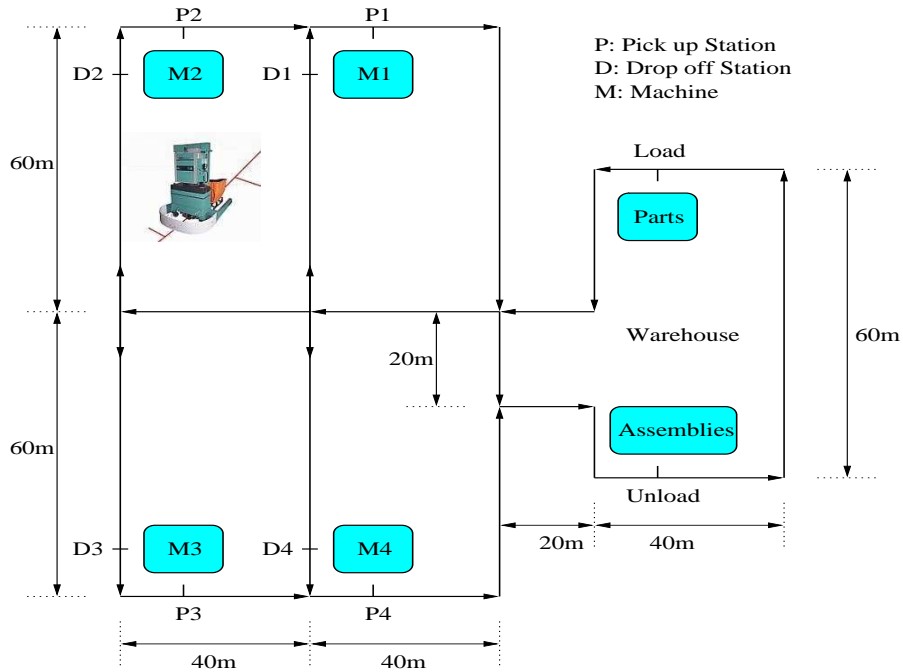 P2
P1
P: Pick up Station
D: Drop off Station
M: Machine
D2
M2
D1
M1
Load
60m
Parts
Warehouse
20m
60m
60m
Assemblies
Unload
D3
M3
D4
M4
20m
40m
P3
P4
40m
40m